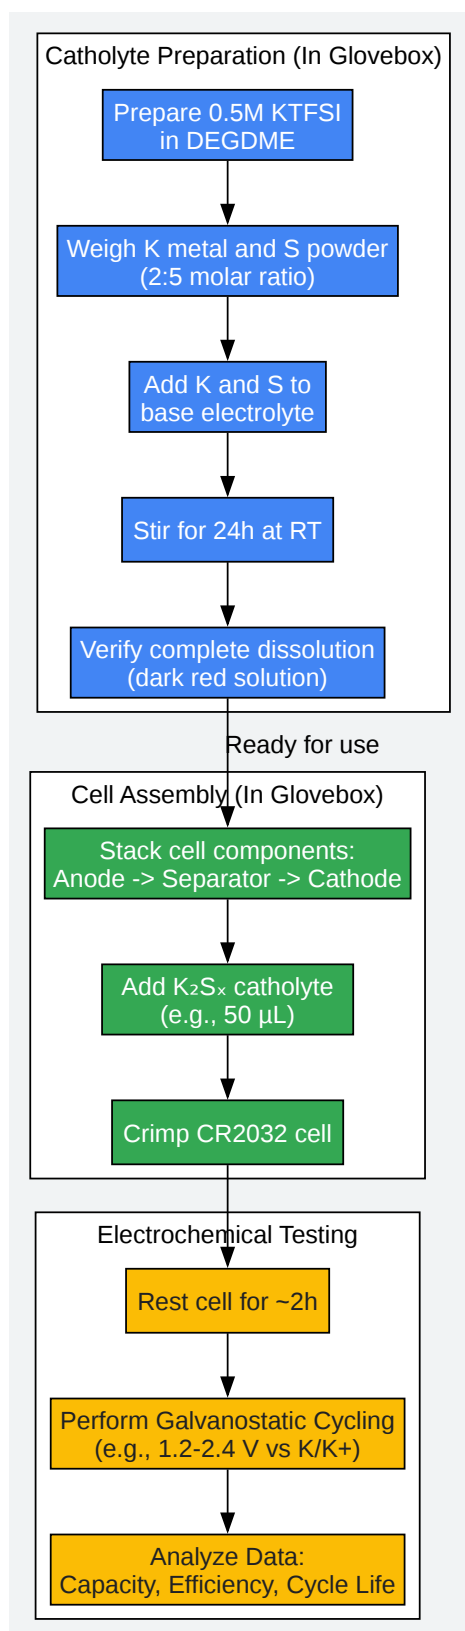 Catholyte Preparation (In Glovebox)
Prepare 0.5M KTFSI
in DEGDME
Weigh K metal and S powder
(2:5 molar ratio)
Add K and S to
base electrolyte
Stir for 24h at RT
Verify complete dissolution
(dark red solution)
Ready for use
Cell Assembly (In Glovebox)
Stack cell components:
Anode -> Separator -> Cathode
Add K₂Sₓ catholyte
(e.g., 50 µL)
Crimp CR2032 cell
Electrochemical Testing
Rest cell for ~2h
Perform Galvanostatic Cycling
(e.g., 1.2-2.4 V vs K/K+)
Analyze Data:
Capacity, Efficiency, Cycle Life